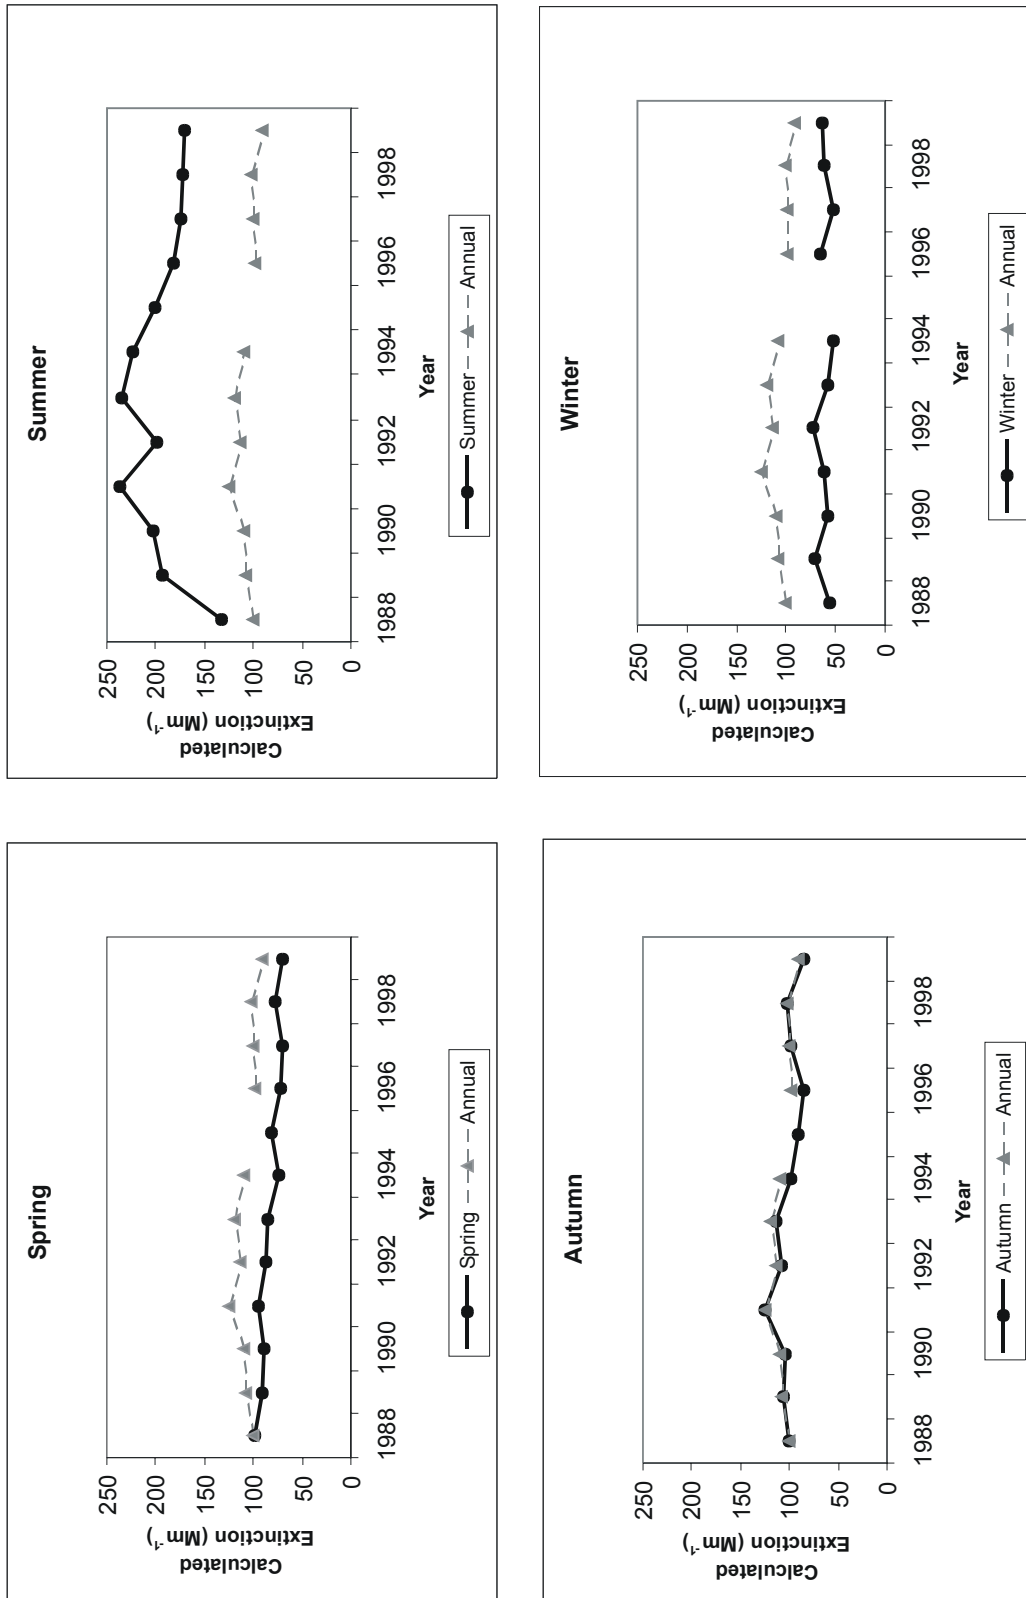 Spring
Calculated
Extinction (Mm⁻¹)
250
200
150
100
50
0
1988 1990 1992 1994 1996 1998
Year
Spring Annual
Summer
Calculated
Extinction (Mm⁻¹)
250
200
150
100
50
0
1988 1990 1992 1994 1996 1998
Year
Summer Annual
Autumn
Calculated
Extinction (Mm⁻¹)
250
200
150
100
50
0
1988 1990 1992 1994 1996 1998
Year
Autumn Annual
Winter
Calculated
Extinction (Mm⁻¹)
250
200
150
100
50
0
1988 1990 1992 1994 1996 1998
Year
Winter Annual